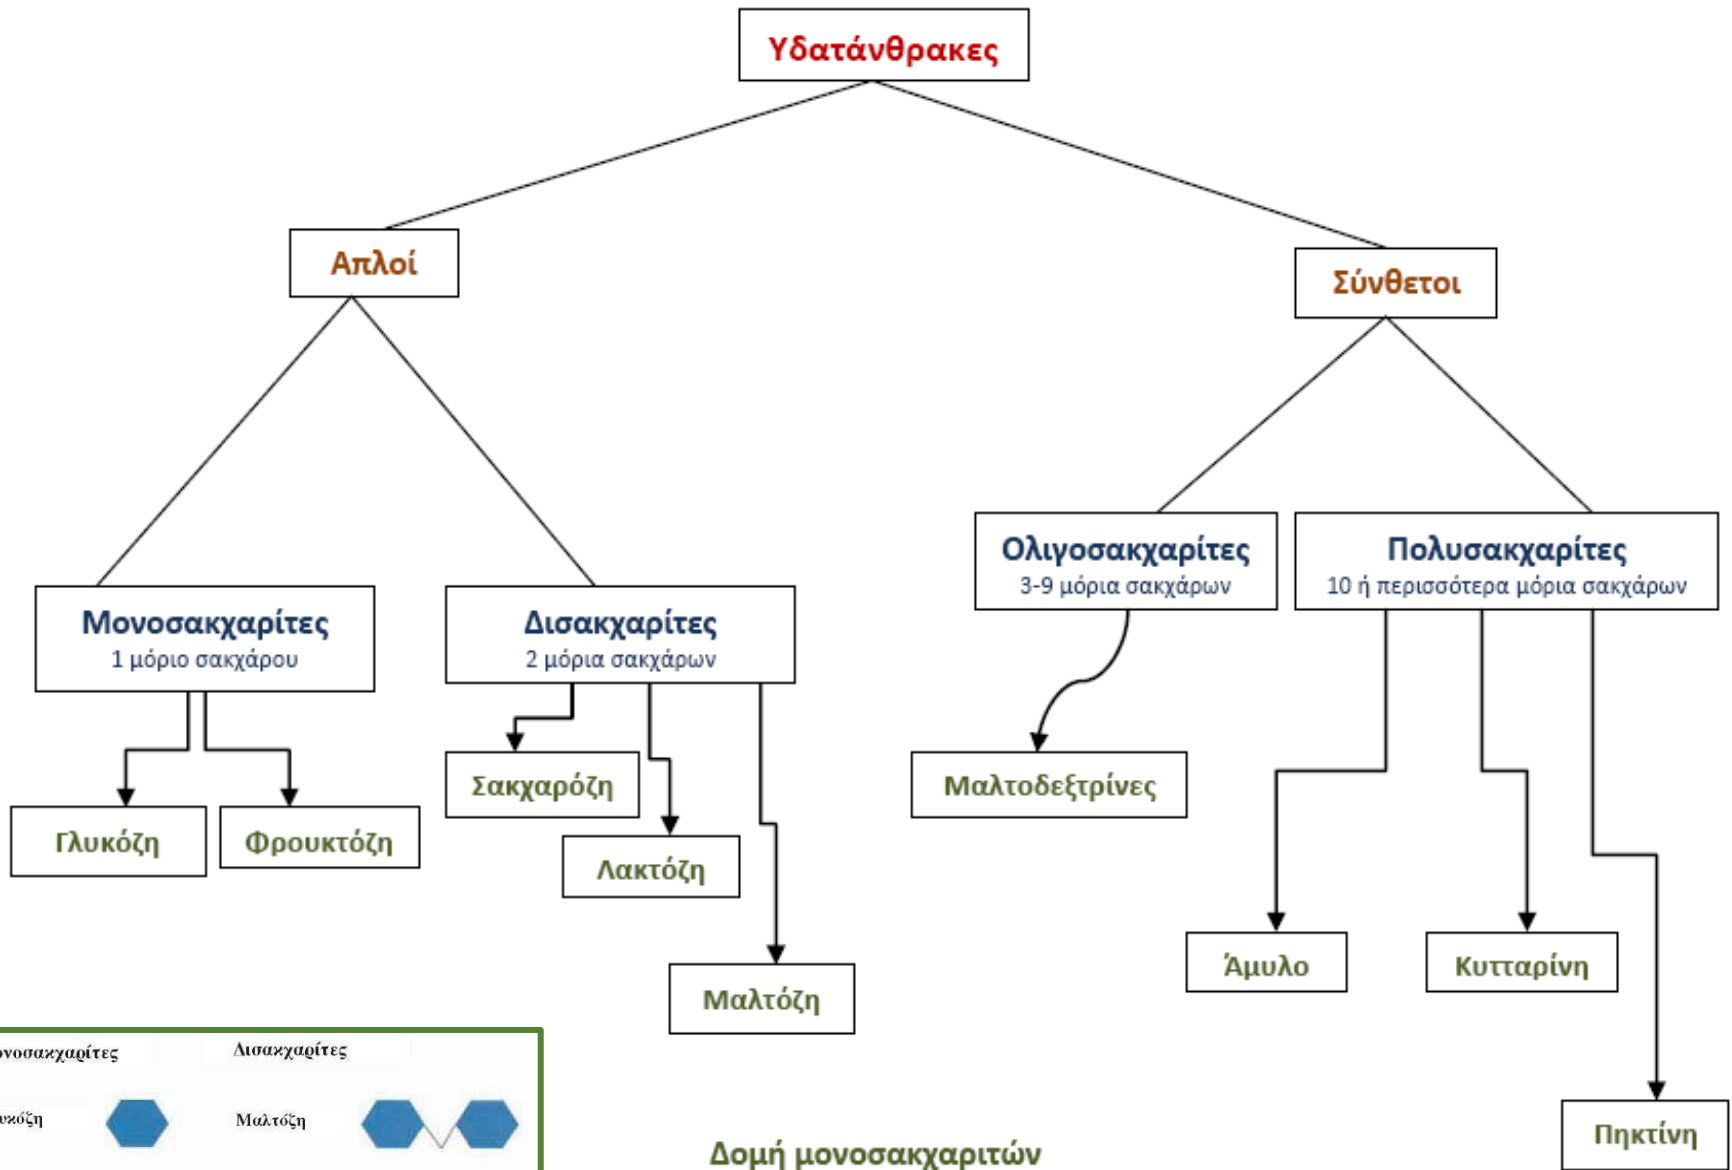 Υδατάνθρακες
Απλοί
Σύνθετοι
Μονοσακχαρίτες
1 μόριο σακχάρου
Δισακχαρίτες
2 μόρια σακχάρων
Ολιγοσακχαρίτες
3-9 μόρια σακχάρων
Πολυσακχαρίτες
10 ή περισσότερα μόρια σακχάρων
Γλυκόζη
Φρουκτόζη
Σακχαρόζη
Λακτόζη
Μαλτόζη
Μαλτοδεξτρίνες
Άμυλο
Κυτταρίνη
Πηκτίνη
Δισακχαρίτες
Μαλτόζη
Δομή μονοσακχαριτών